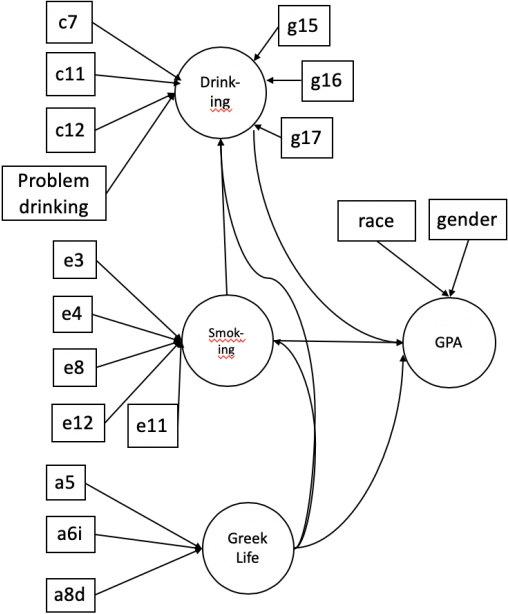 c7
g15
c11
Drink-
ing
g16
c12
g17
Problem
drinking
race
gender
e3
e4
Smok-
ing
GPA
e8
e12
e11
a5
a6i
Greek
Life
a8d